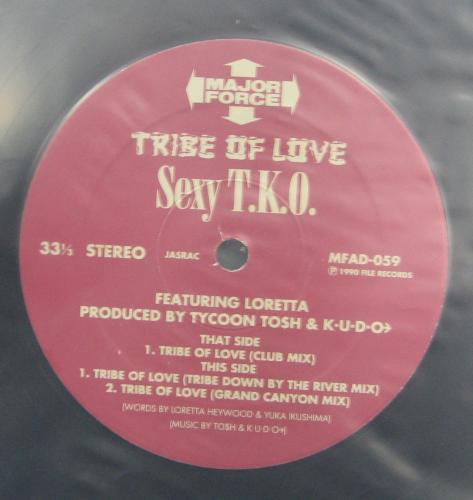 MAJOR
FORCE
TRIBE OF LOVE
Sexy T.K.O.
33⅓ STEREO JASRAC MFAD-059
Ⓟ 1990 FILE RECORDS
FEATURING LORETTA
PRODUCED BY TYCOON TOSH & K·U·D·O→
THAT SIDE
1. TRIBE OF LOVE (CLUB MIX)
THIS SIDE
1. TRIBE OF LOVE (TRIBE DOWN BY THE RIVER MIX)
2. TRIBE OF LOVE (GRAND CANYON MIX)
(WORDS BY LORETTA HEYWOOD & YUKA IKUSHIMA)
(MUSIC BY TO$H & K·U·D·O→)